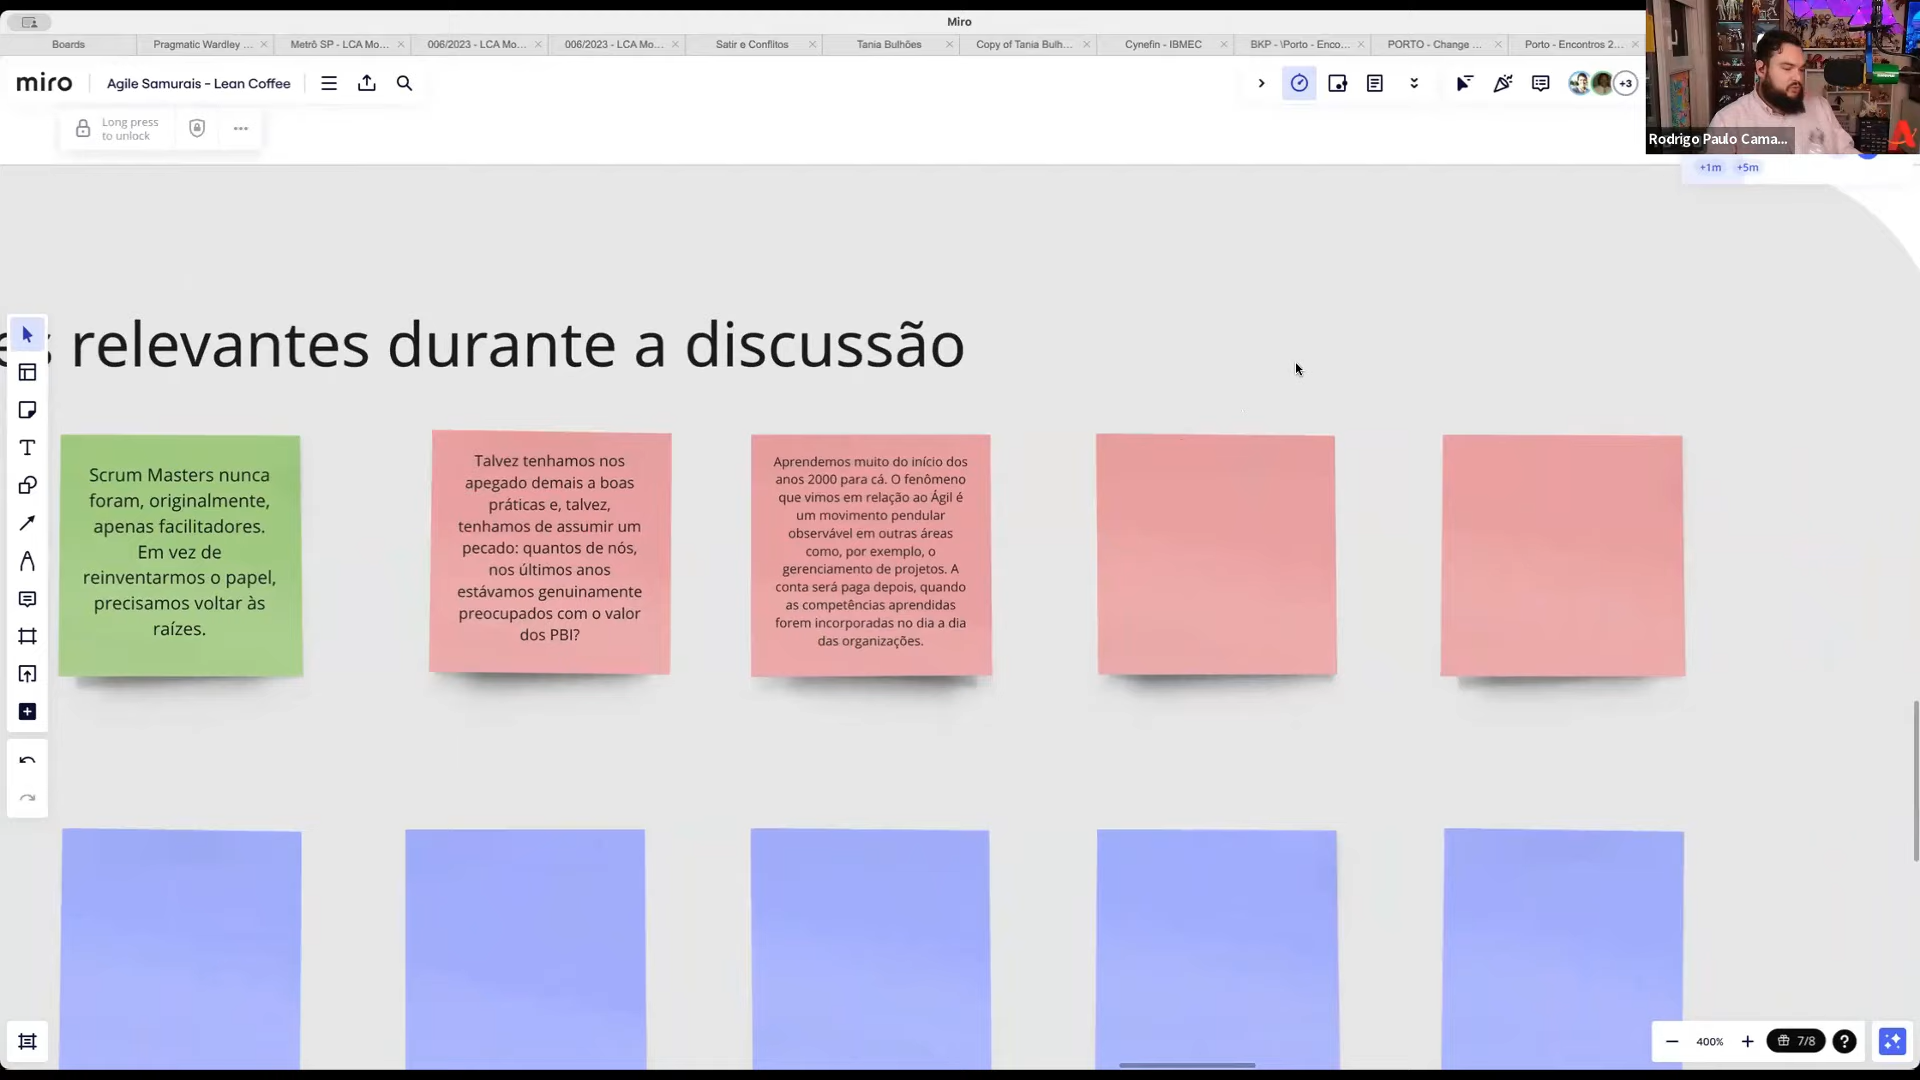 Miro
Boards
Pragmatic Wardley ...
Metrô SP - LCA Mo...
006/2023 - LCA Mo...
006/2023 - LCA Mo...
Satir e Conflitos
Tania Bulhões
Copy of Tania Bulh...
Cynefin - IBMEC
BKP - \Porto - Enco...
PORTO - Change ...
Porto - Encontros 2...
miro
Agile Samurais – Lean Coffee
+3
Rodrigo Paulo Cama...
Long press
to unlock
+1m
+5m
relevantes durante a discussão
Scrum Masters nunca
foram, originalmente,
apenas facilitadores.
Em vez de
reinventarmos o papel,
precisamos voltar às
raízes.
Talvez tenhamos nos
apegado demais a boas
práticas e, talvez,
tenhamos de assumir um
pecado: quantos de nós,
nos últimos anos
estávamos genuinamente
preocupados com o valor
dos PBI?
Aprendemos muito do início dos
anos 2000 para cá. O fenômeno
que vimos em relação ao Ágil é
um movimento pendular
observável em outras áreas
como, por exemplo, o
gerenciamento de projetos. A
conta será paga depois, quando
as competências aprendidas
forem incorporadas no dia a dia
das organizações.
400%
7/8